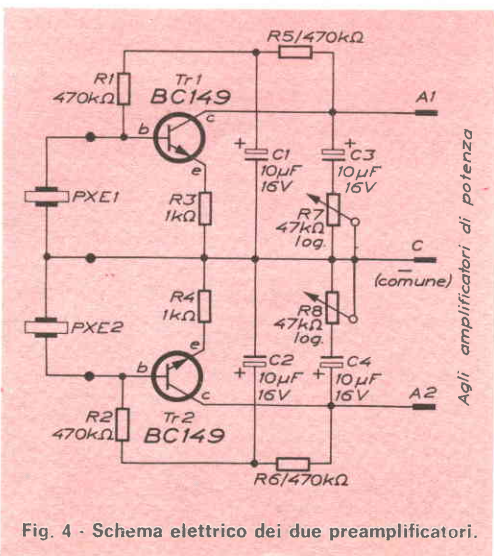 R5/470kΩ
R1
470kΩ
Tr1
BC149
A1
b
c
e
+
C1
10µF
16V
+
C3
10µF
16V
PXE1
R3
1kΩ
R7
47kΩ
log.
C
(comune)
Agli amplificatori di potenza
R4
1kΩ
R8
47kΩ
log.
PXE2
e
b
c
C2
10µF
16V
+
C4
10µF
16V
+
A2
R2
470kΩ
Tr2
BC149
R6/470kΩ
Fig. 4 - Schema elettrico dei due preamplificatori.